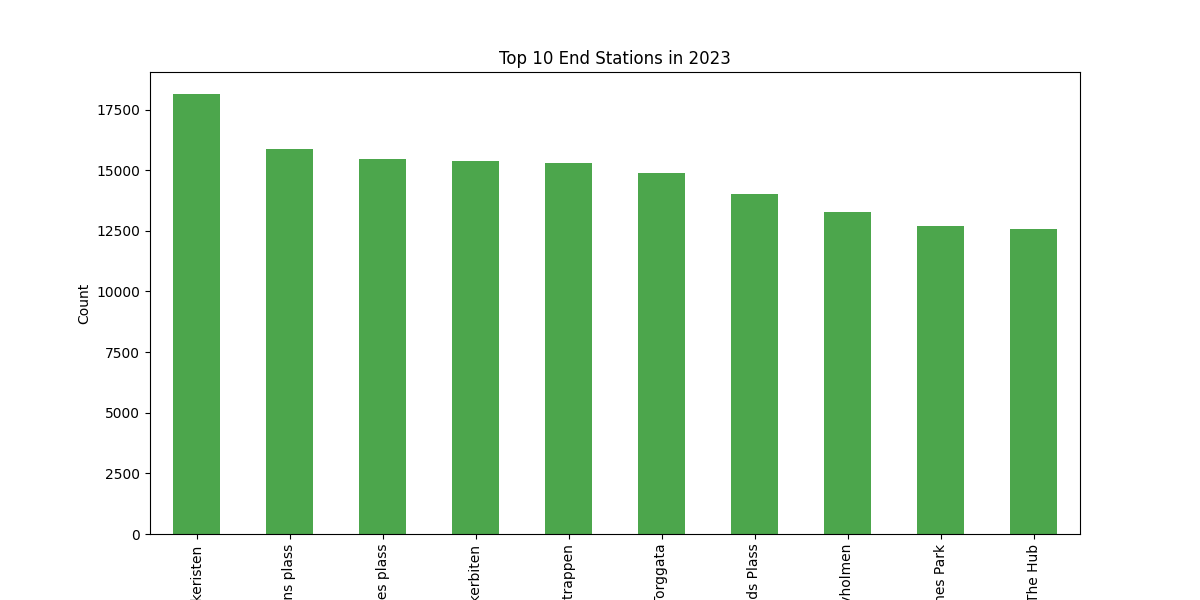 Top 10 End Stations in 2023
Count
17500
15000
12500
10000
7500
5000
2500
0
keristen
ns plass
es plass
kerbiten
trappen
Torggata
ds Plass
vholmen
nes Park
The Hub